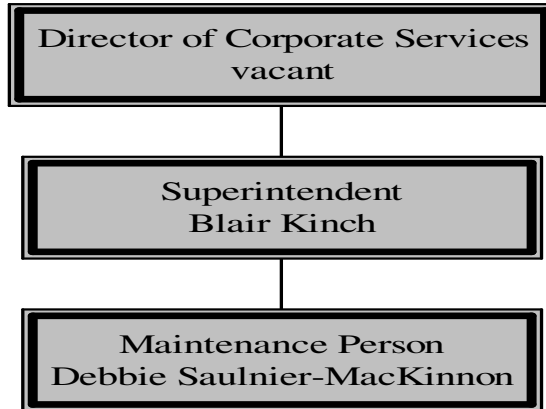 Director of Corporate Services
vacant
Superintendent
Blair Kinch
Maintenance Person
Debbie Saulnier-MacKinnon